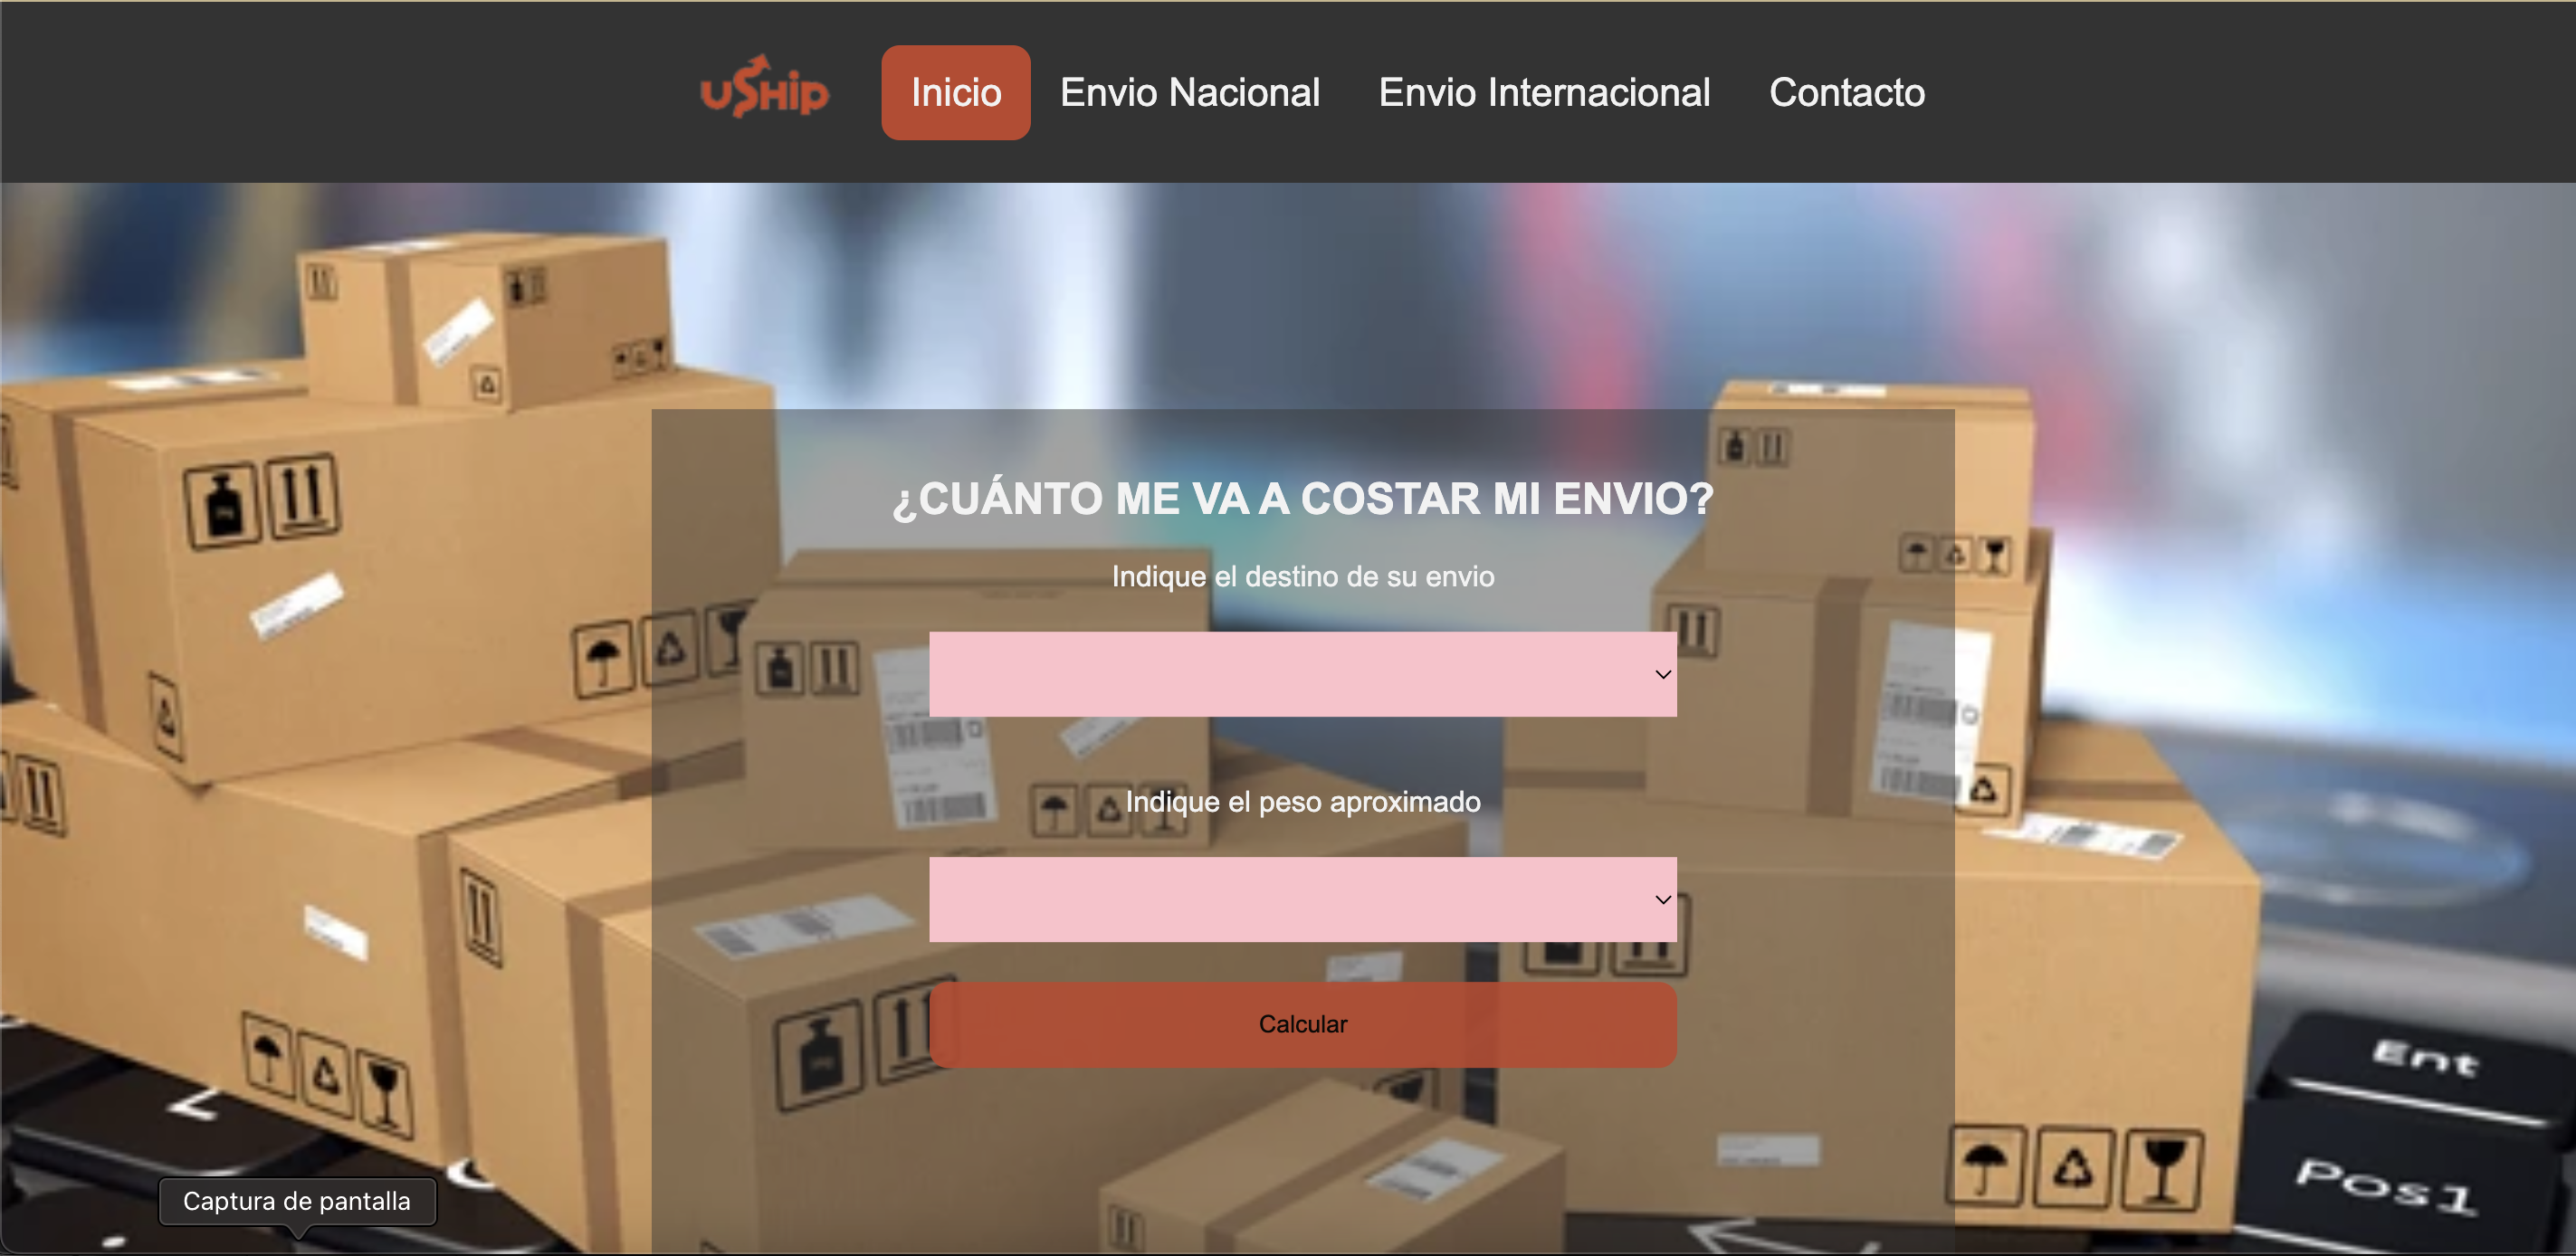 uSHip
Inicio
Envio Nacional
Envio Internacional
Contacto
¿CUÁNTO ME VA A COSTAR MI ENVIO?
Indique el destino de su envio
Indique el peso aproximado
Calcular
Ent
Pos1
Captura de pantalla